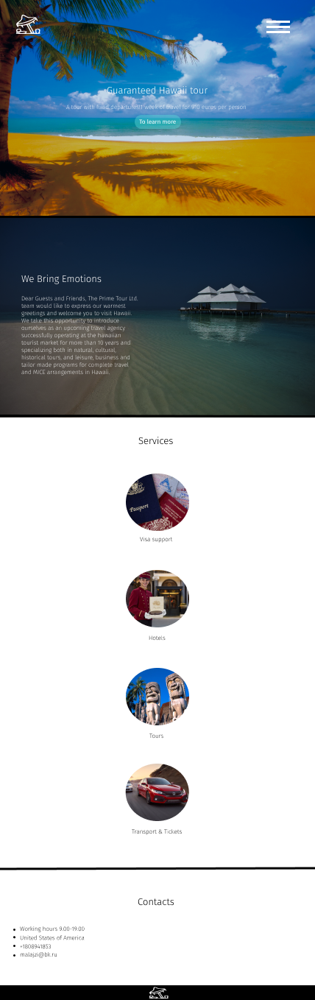 Guaranteed Hawaii tour
A tour with fixed departure!!1 week of travel for 910 euros per person
To learn more
We Bring Emotions
Dear Guests and Friends, The Prime Tour Ltd.
team would like to express our warmest
greetings and welcome you to visit Hawaii.
We take this opportunity to introduce
ourselves as an upcoming travel agency
successfully operating at the hawaiian
tourist market for more than 10 years and
specializing both in natural, cultural,
historical tours, and leisure, business and
tailor made programs for complete travel
and MICE arrangements in Hawaii.
Services
Passport
Visa support
Hotels
Tours
Transport & Tickets
Contacts
Working hours 9.00-19.00
United States of America
+1808941853
malajzi@bk.ru